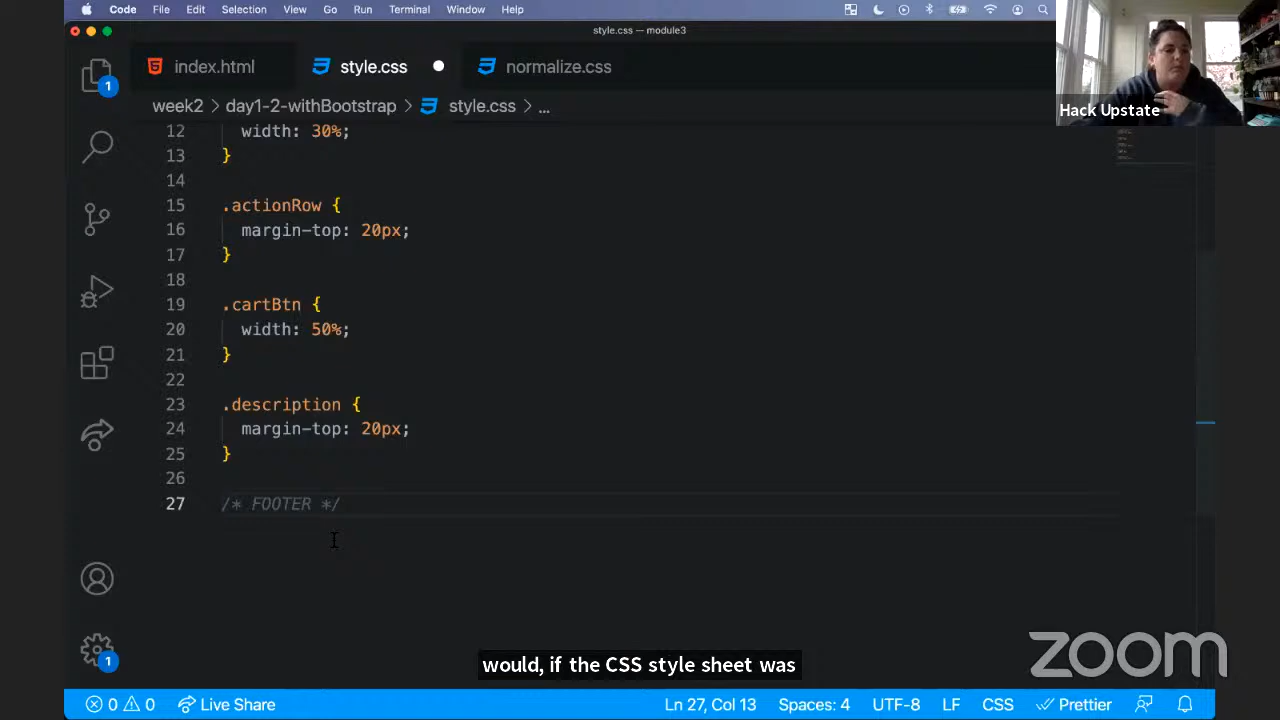 Code File Edit Selection View Go Run Terminal Window Help
style.css — module3
index.html style.css normalize.css
Hack Upstate
1
week2 > day1-2-withBootstrap > style.css > ...
12 width: 30%;
13 }
14
15 .actionRow {
16 margin-top: 20px;
17 }
18
19 .cartBtn {
20 width: 50%;
21 }
22
23 .description {
24 margin-top: 20px;
25 }
26
27 /* FOOTER */
1
zoom
would, if the CSS style sheet was
0 0 Live Share Ln 27, Col 13 Spaces: 4 UTF-8 LF CSS Prettier